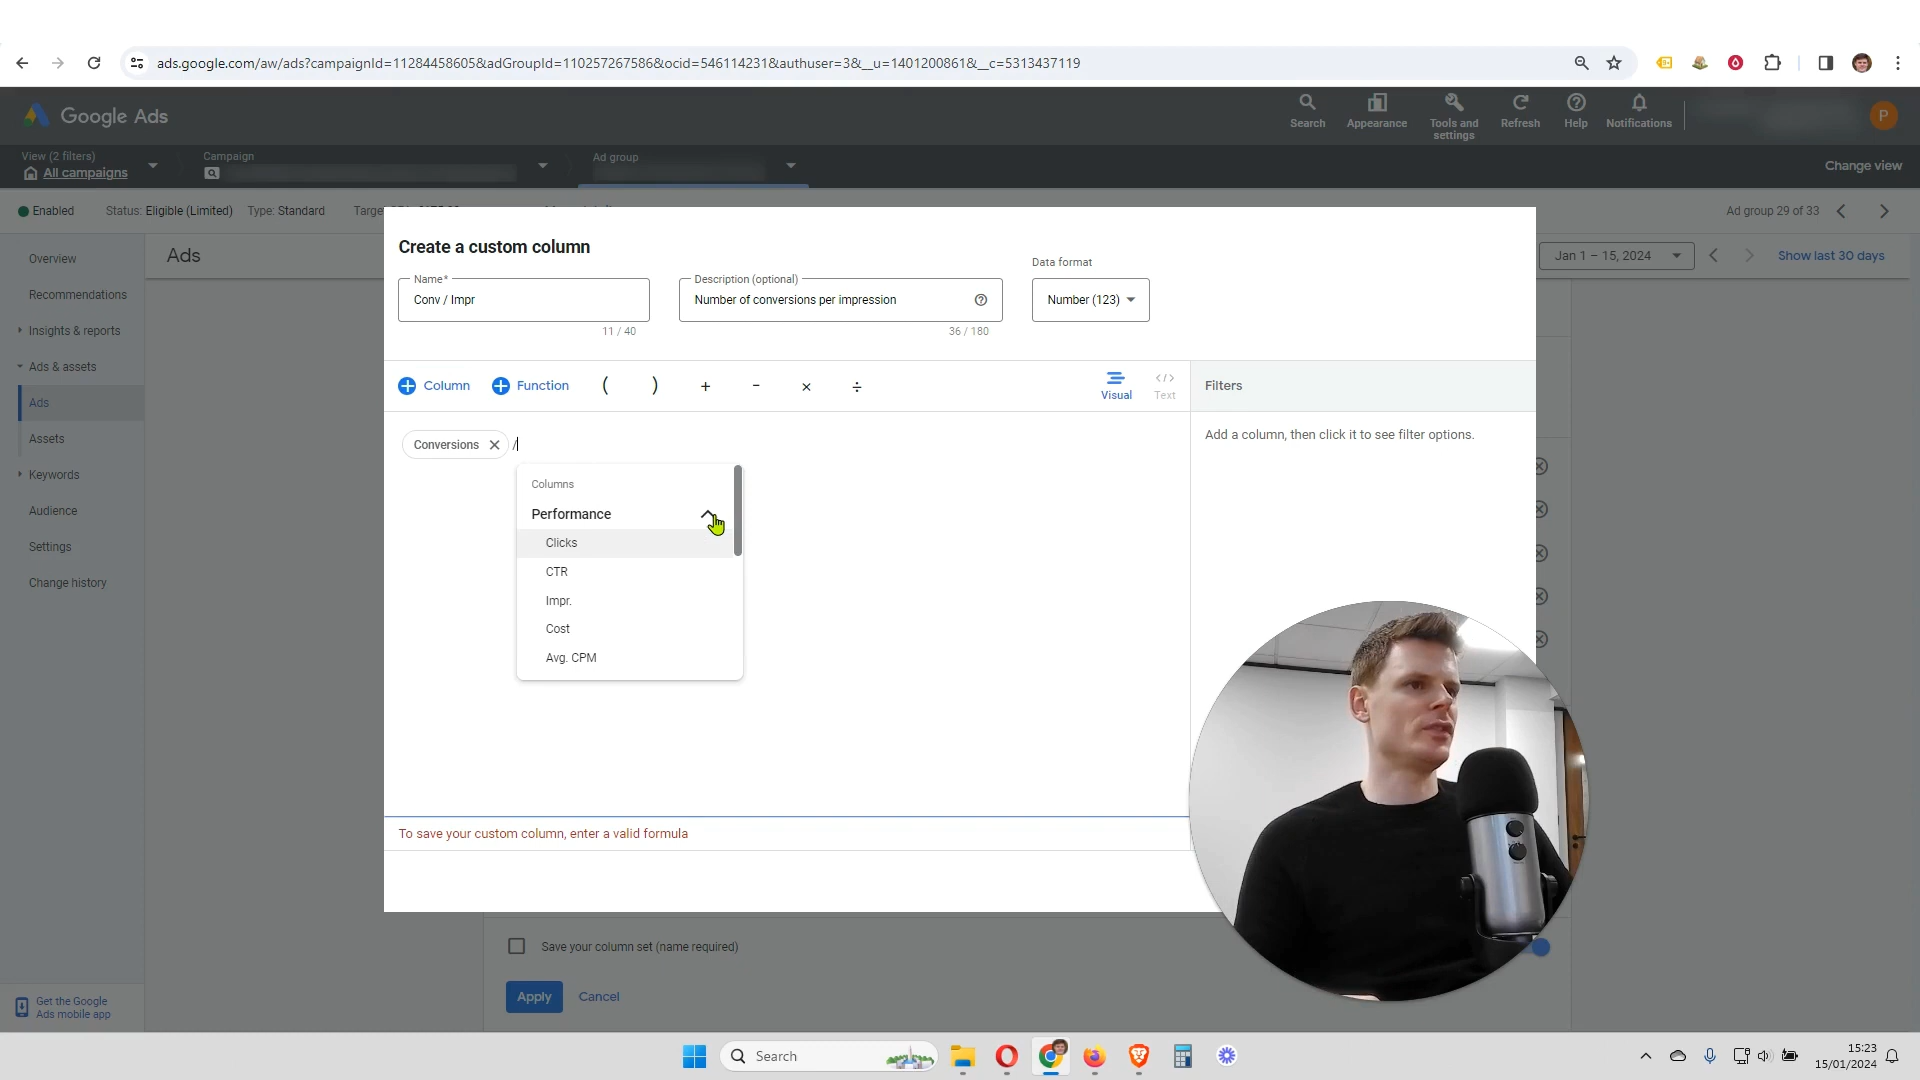 ads.google.com/aw/ads?campaignId=11284458605&adGroupId=110257267586&ocid=546114231&authuser=3&__u=1401200861&__c=5313437119
Google Ads
Search
Appearance
Tools and
settings
Refresh
Help
Notifications
P
View (2 filters)
All campaigns
Campaign
Ad group
Change view
Enabled
Status: Eligible (Limited)
Type: Standard
Ad group 29 of 33
Overview
Recommendations
Insights & reports
Ads & assets
Ads
Assets
Keywords
Audience
Settings
Change history
Get the Google
Ads mobile app
Ads
Jan 1 – 15, 2024
Show last 30 days
Create a custom column
Name*
Conv / Impr
11 / 40
Description (optional)
Number of conversions per impression
36 / 180
Data format
Number (123)
Column
Function
( ) + - × ÷
Visual
Text
Filters
Conversions /
Add a column, then click it to see filter options.
Columns
Performance
Clicks
CTR
Impr.
Cost
Avg. CPM
To save your custom column, enter a valid formula
Save your column set (name required)
Apply
Cancel
Search
15:23
15/01/2024